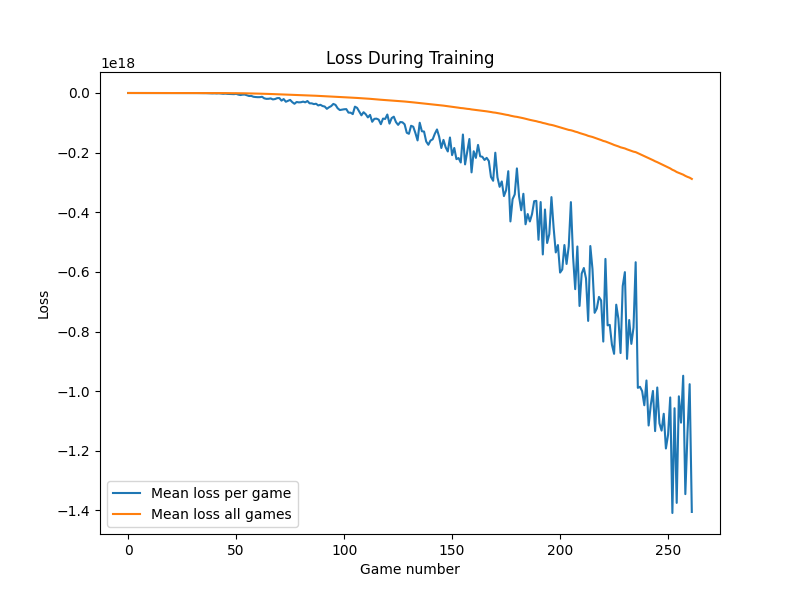 Loss During Training
1e18
0.0
−0.2
−0.4
−0.6
−0.8
−1.0
−1.2
−1.4
Loss
Mean loss per game
Mean loss all games
0 50 100 150 200 250
Game number